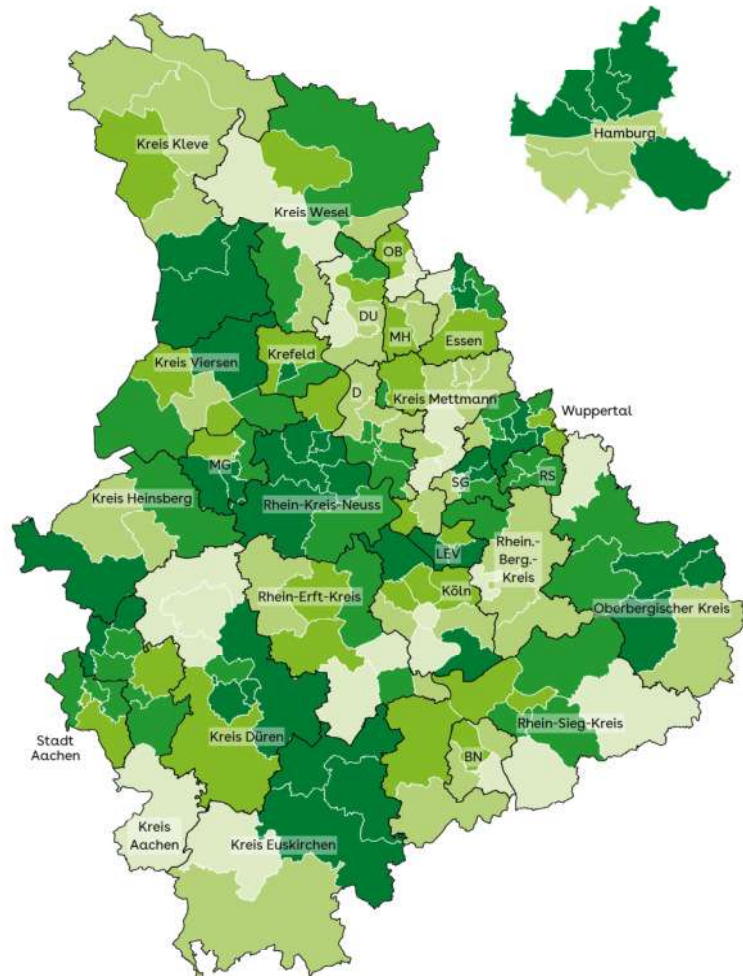 Hamburg
Kreis Kleve
Kreis Wesel
OB
DU
MH
Essen
Kreis Viersen
Krefeld
D
Kreis Mettmann
Wuppertal
MG
SG
RS
Kreis Heinsberg
Rhein-Kreis-Neuss
LEV
Rhein.-
Berg.-
Kreis
Rhein-Erft-Kreis
Köln
Oberbergischer Kreis
Stadt
Aachen
Kreis Düren
Rhein-Sieg-Kreis
BN
Kreis
Aachen
Kreis Euskirchen